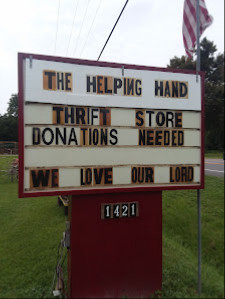 THE HELPING HAND
THRIFT STORE
DONATIONS NEEDED
WE LOVE OUR LORD
1421